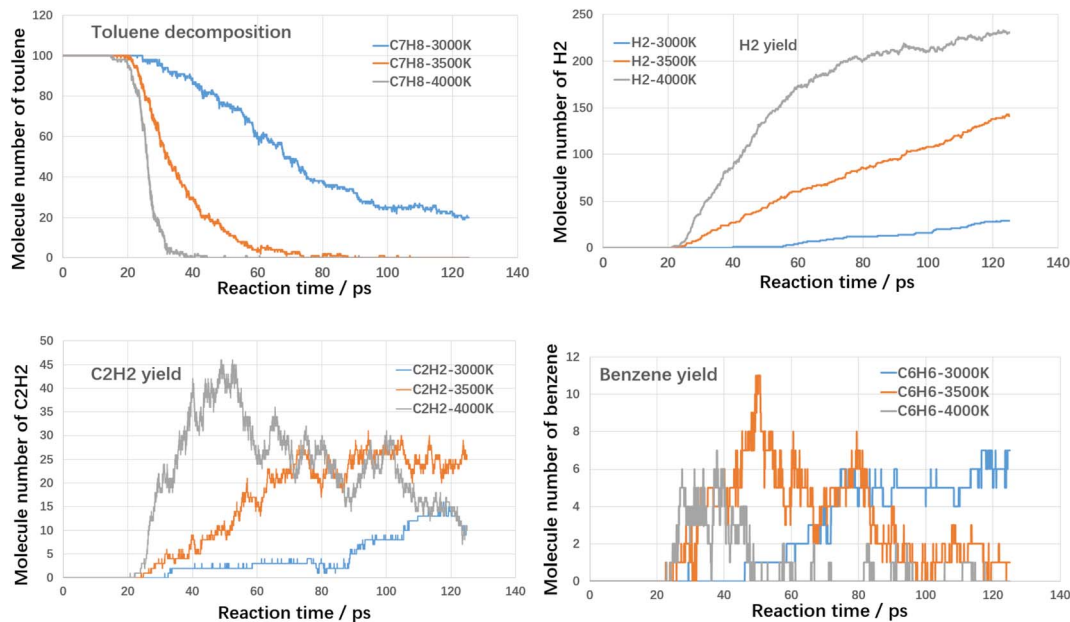 Toluene decomposition
C7H8-3000K
C7H8-3500K
C7H8-4000K
Molecule number of toulene
120
100
80
60
40
20
0
0 20 40 60 80 100 120 140
Reaction time / ps
H2 yield
H2-3000K
H2-3500K
H2-4000K
Molecule number of H2
250
200
150
100
50
0
0 20 40 60 80 100 120 140
Reaction time / ps
C2H2 yield
C2H2-3000K
C2H2-3500K
C2H2-4000K
Molecule number of C2H2
50
45
40
35
30
25
20
15
10
5
0
0 20 40 60 80 100 120 140
Reaction time / ps
Benzene yield
C6H6-3000K
C6H6-3500K
C6H6-4000K
Molecule number of benzene
12
10
8
6
4
2
0
0 20 40 60 80 100 120 140
Reaction time / ps